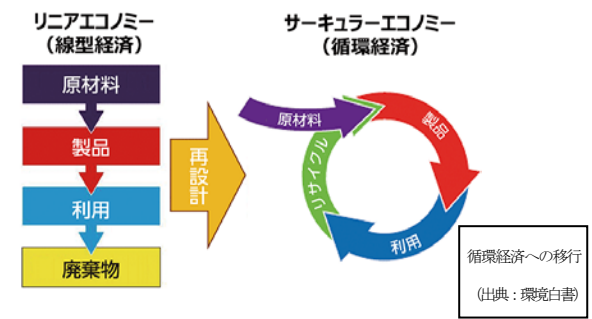 リニアエコノミー
（線型経済）
原材料
製品
利用
廃棄物
再設計
サーキュラーエコノミー
（循環経済）
原材料
製品
利用
リサイクル
循環経済への移行
（出典：環境白書）